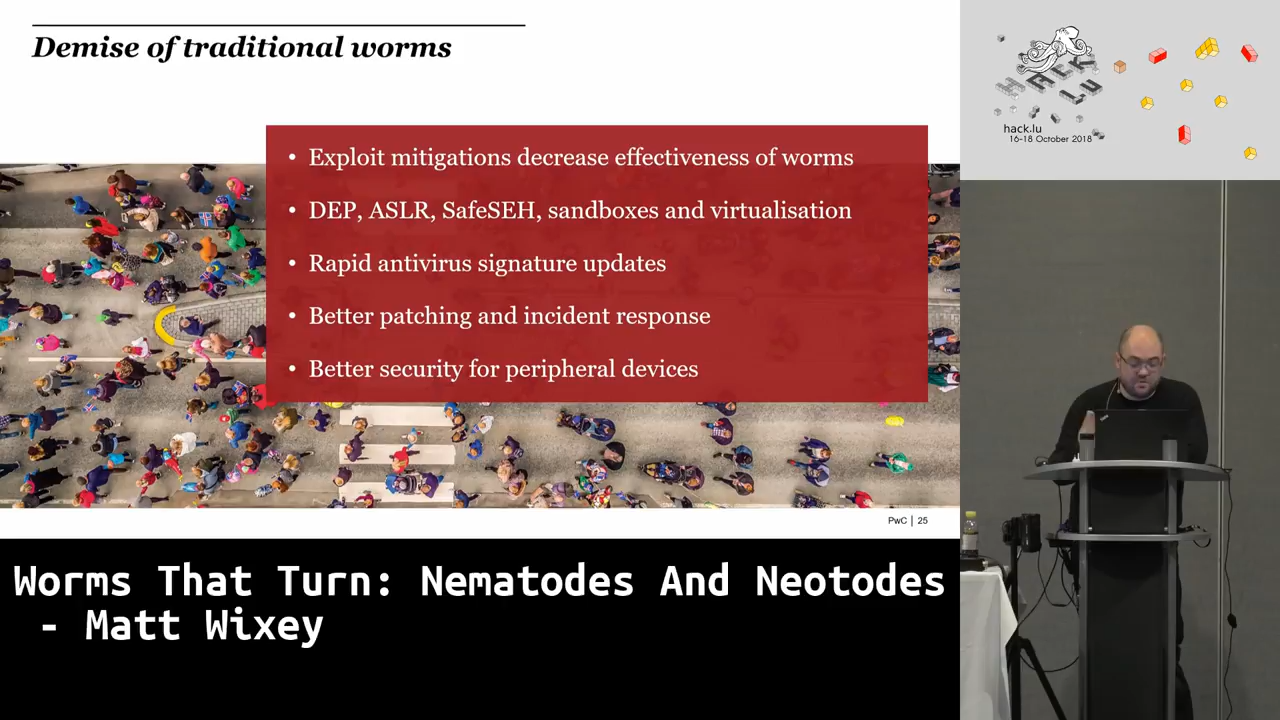 Demise of traditional worms
• Exploit mitigations decrease effectiveness of worms
• DEP, ASLR, SafeSEH, sandboxes and virtualisation
• Rapid antivirus signature updates
• Better patching and incident response
• Better security for peripheral devices
PwC | 25
HACK
LU
hack.lu
16-18 October 2018
Worms That Turn: Nematodes And Neotodes
- Matt Wixey